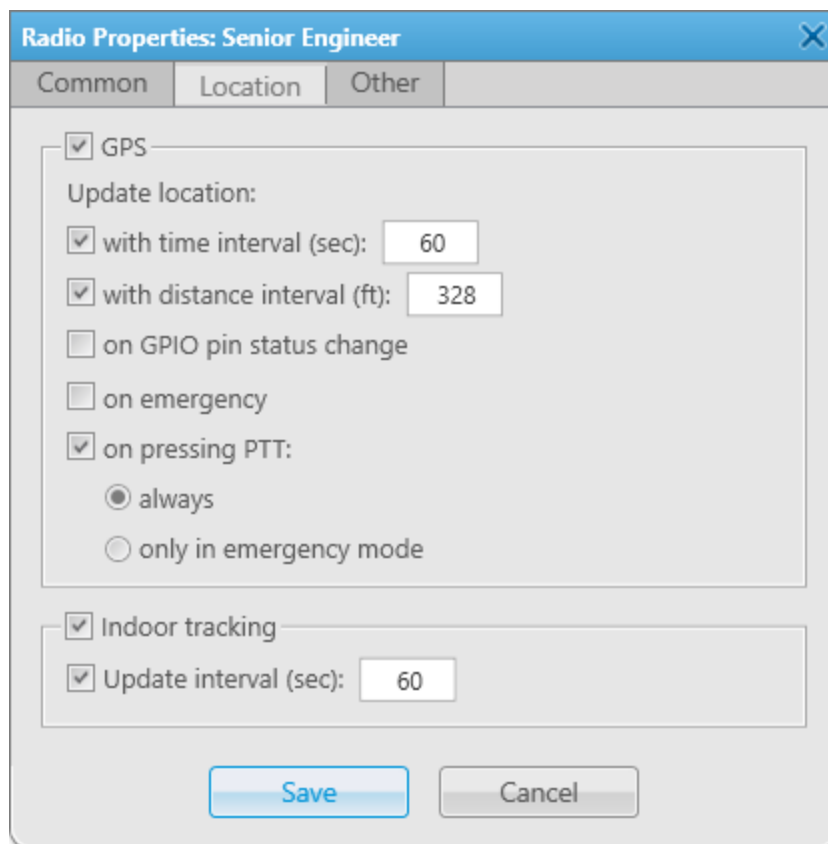 Radio Properties: Senior Engineer
Common Location Other
GPS
Update location:
with time interval (sec): 60
with distance interval (ft): 328
on GPIO pin status change
on emergency
on pressing PTT:
always
only in emergency mode
Indoor tracking
Update interval (sec): 60
Save Cancel